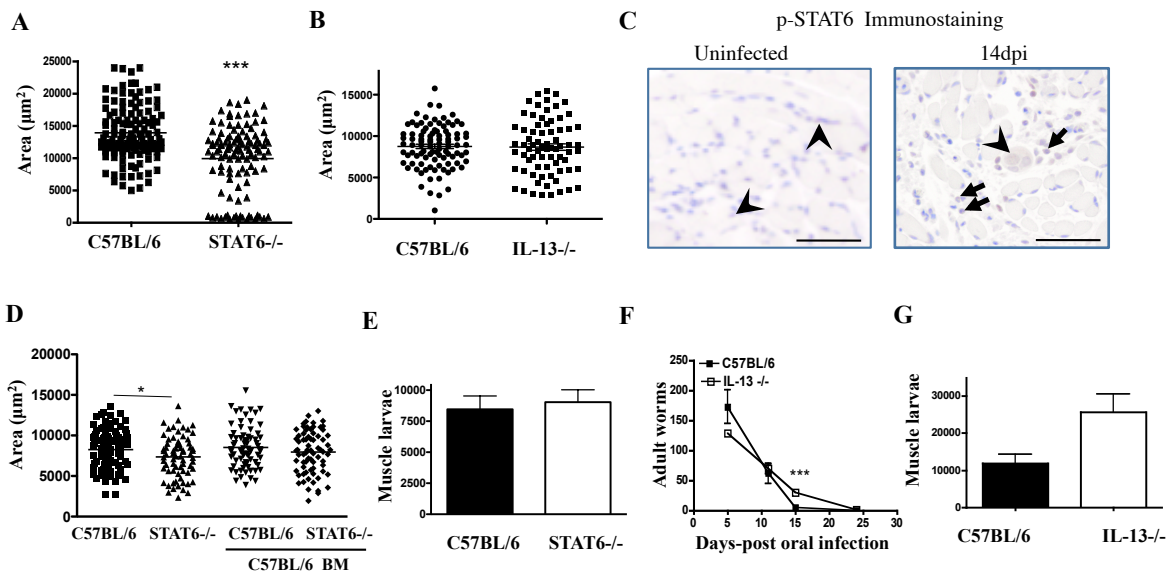 A
Area (μm²)
25000
20000
15000
10000
5000
0
***
C57BL/6
STAT6-/-
B
Area (μm²)
20000
15000
10000
5000
0
C57BL/6
IL-13-/-
C
p-STAT6 Immunostaining
Uninfected
14dpi
D
Area (μm²)
20000
15000
10000
5000
0
*
C57BL/6
STAT6-/-
C57BL/6
STAT6-/-
C57BL/6 BM
E
Muscle larvae
10000
7500
5000
2500
0
C57BL/6
STAT6-/-
F
Adult worms
250
200
150
100
50
0
C57BL/6
IL-13 -/-
***
0 5 10 15 20 25 30
Days-post oral infection
G
Muscle larvae
30000
20000
10000
0
C57BL/6
IL-13-/-